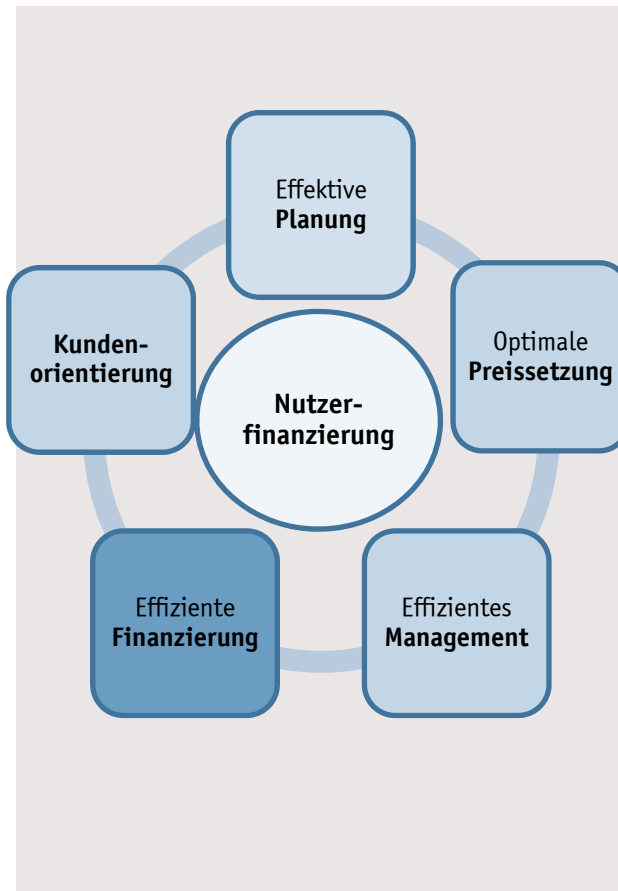 Effektive
Planung
Kunden-
orientierung
Optimale
Preissetzung
Nutzer-
finanzierung
Effiziente
Finanzierung
Effizientes
Management